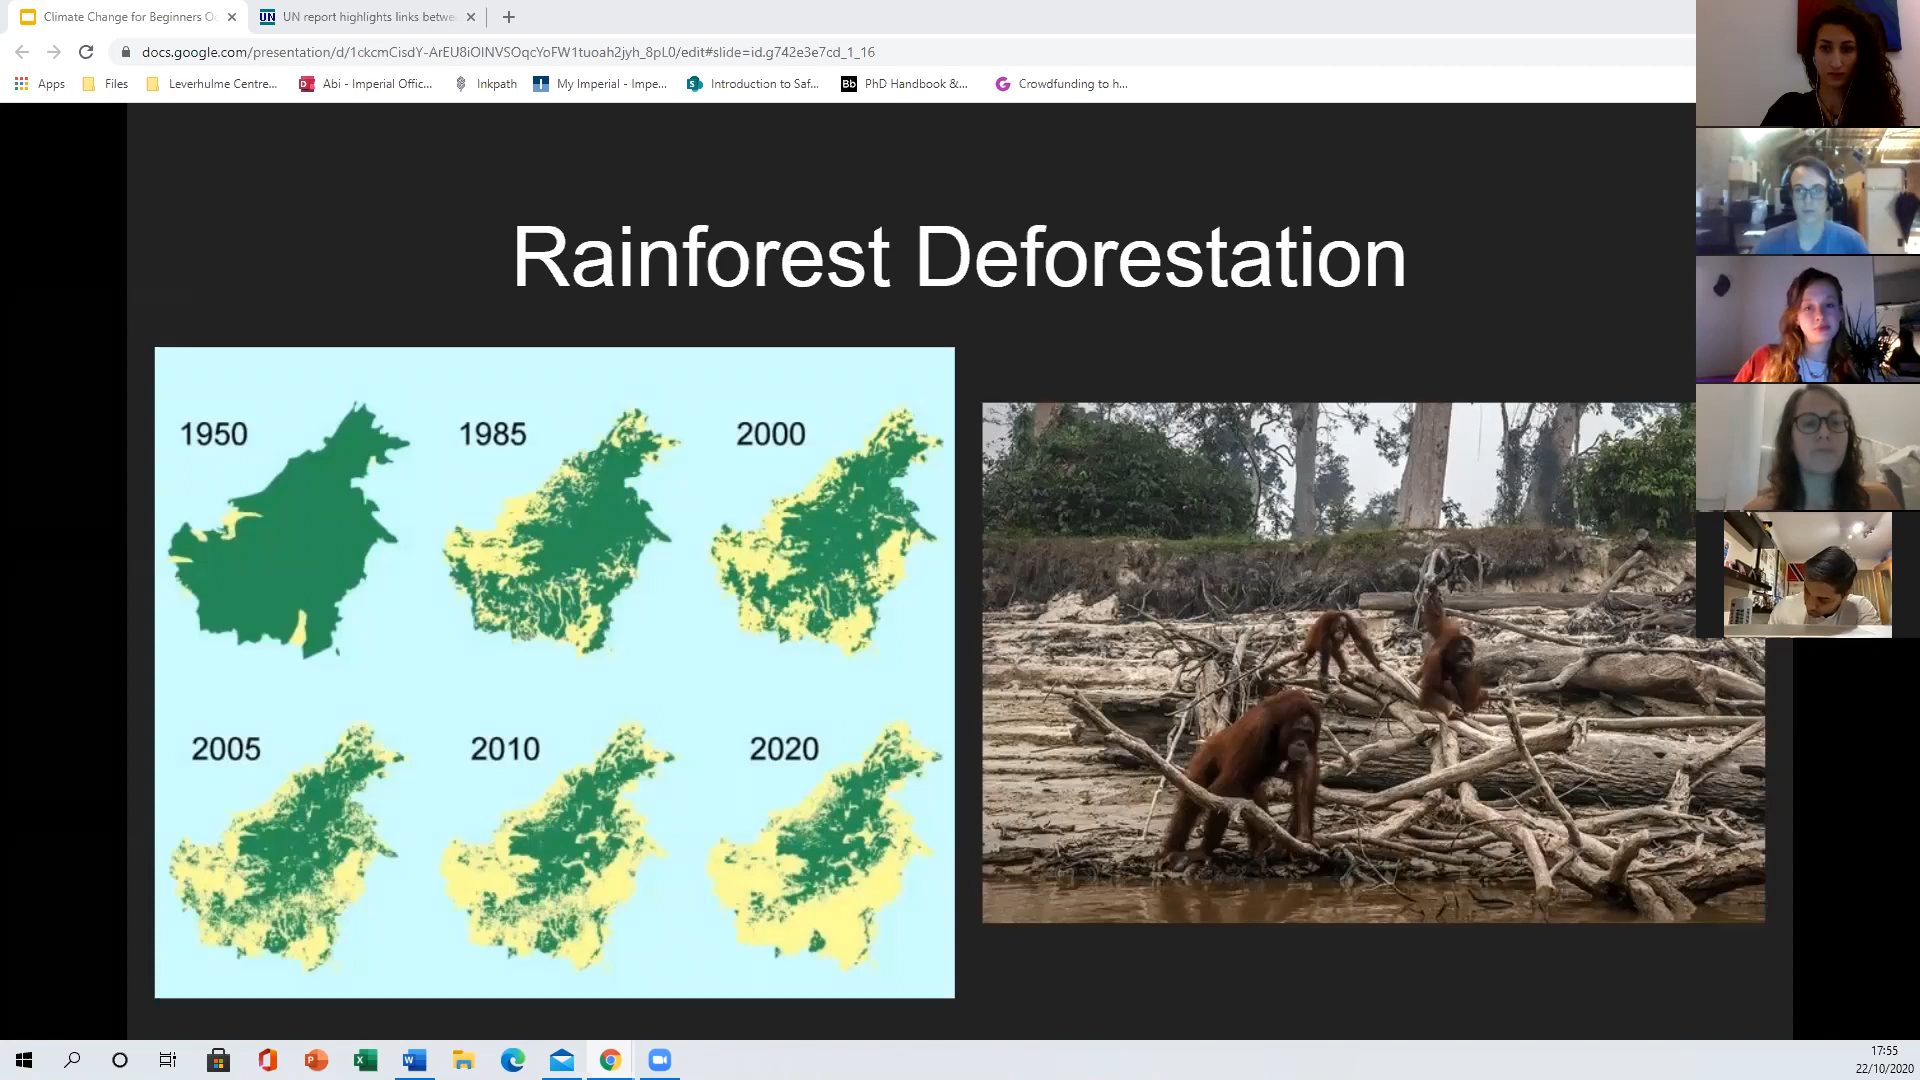 Climate Change for Beginners Oc
UN report highlights links betwe
docs.google.com/presentation/d/1ckcmCisdY-ArEU8iOINVSOqcYoFW1tuoah2jyh_8pL0/edit#slide=id.g742e3e7cd_1_16
Apps
Files
Leverhulme Centre...
Abi - Imperial Offic...
Inkpath
My Imperial - Impe...
Introduction to Saf...
Bb
PhD Handbook &...
Crowdfunding to h...
Rainforest Deforestation
1950
1985
2000
2005
2010
2020
17:55
22/10/2020